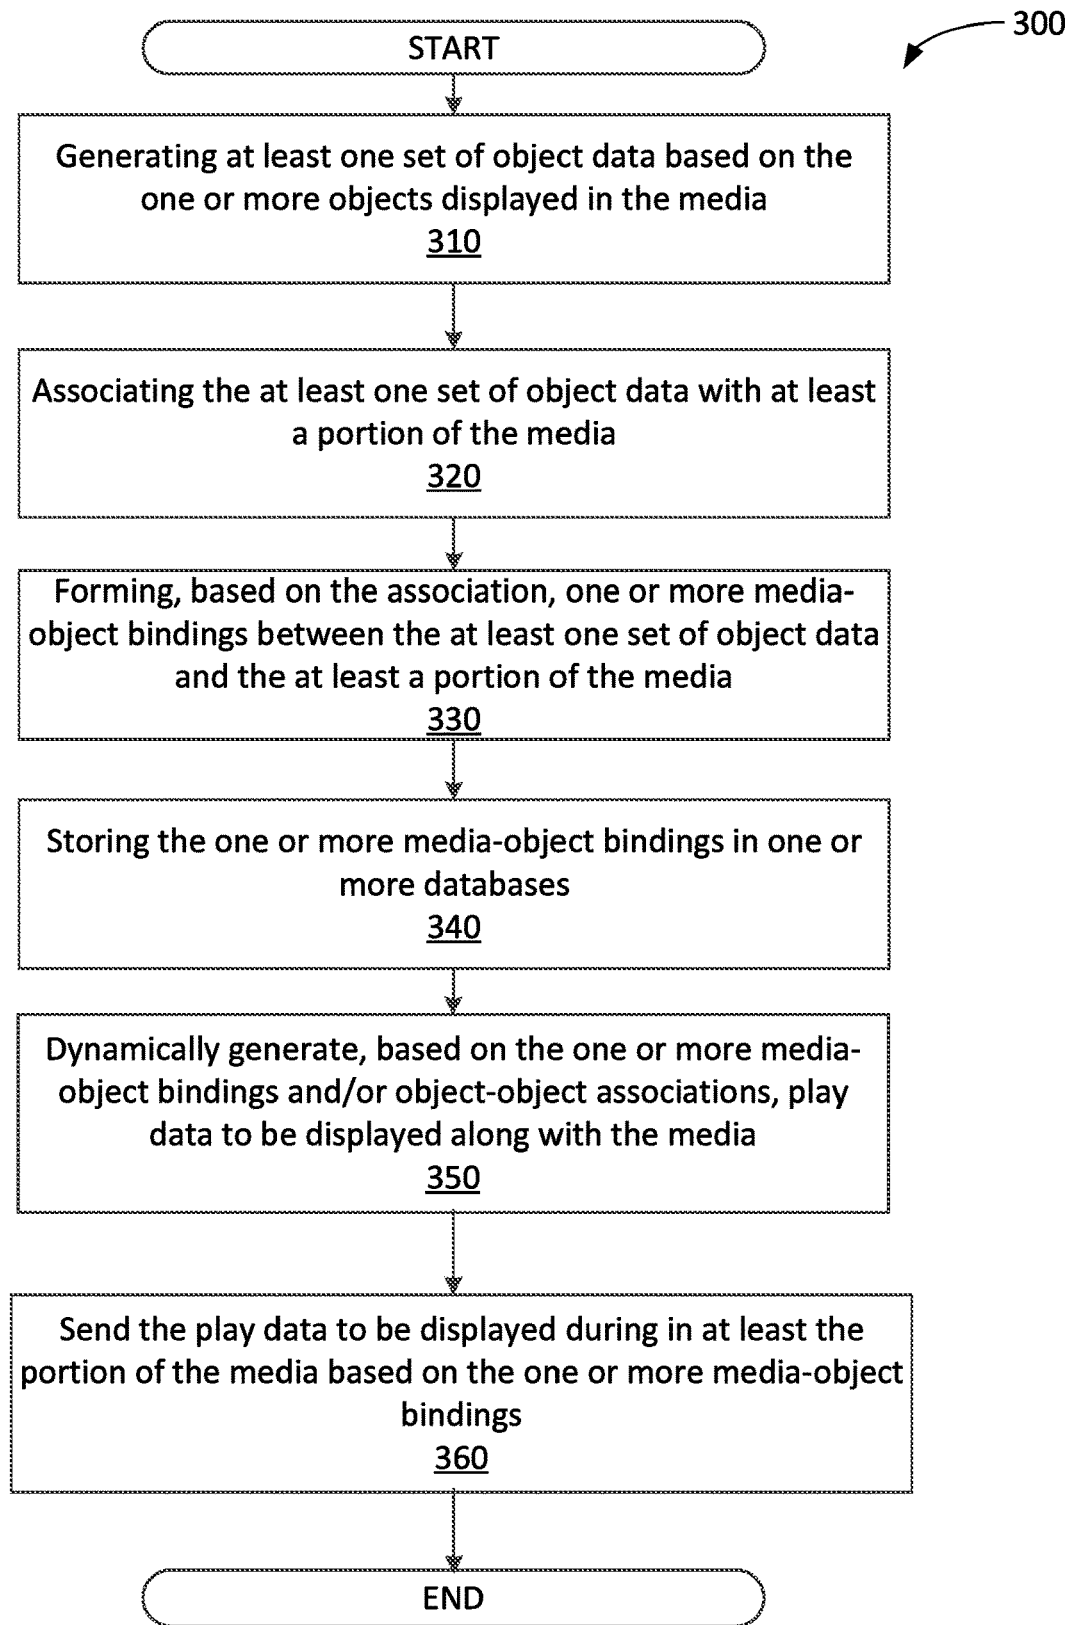 START
300
Generating at least one set of object data based on the
one or more objects displayed in the media
310
Associating the at least one set of object data with at least
a portion of the media
320
Forming, based on the association, one or more media-
object bindings between the at least one set of object data
and the at least a portion of the media
330
Storing the one or more media-object bindings in one or
more databases
340
Dynamically generate, based on the one or more media-
object bindings and/or object-object associations, play
data to be displayed along with the media
350
Send the play data to be displayed during in at least the
portion of the media based on the one or more media-object
bindings
360
END